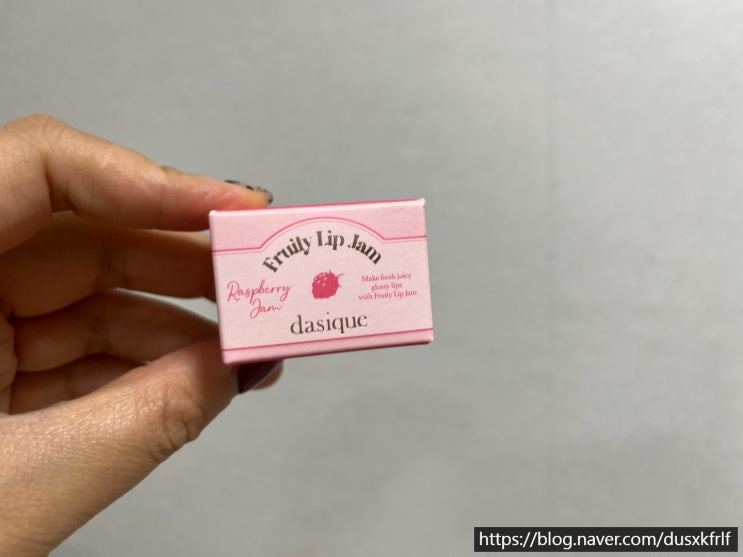 Fruity Lip Jam
Raspberry
Jam
Make fresh juicy
glossy lips
with Fruity Lip Jam
dasique
https://blog.naver.com/dusxkfrlf